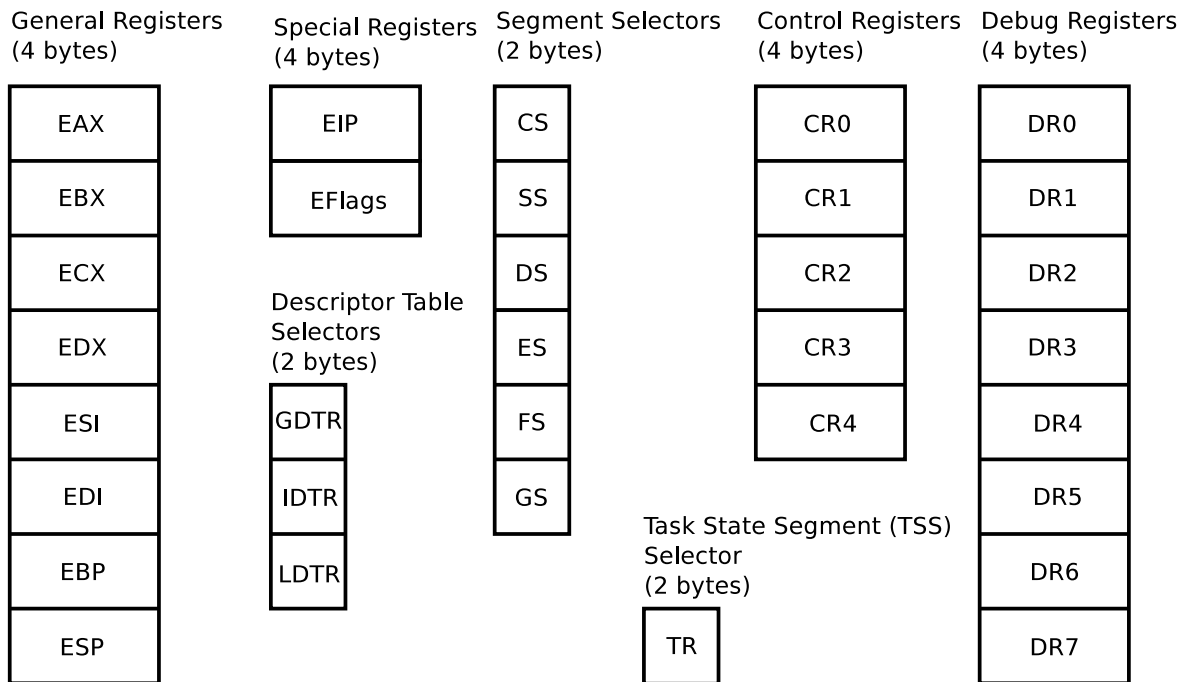 General Registers
(4 bytes)
EAX
EBX
ECX
EDX
ESI
EDI
EBP
ESP
Special Registers
(4 bytes)
EIP
EFlags
Descriptor Table
Selectors
(2 bytes)
GDTR
IDTR
LDTR
Segment Selectors
(2 bytes)
CS
SS
DS
ES
FS
GS
Task State Segment (TSS)
Selector
(2 bytes)
TR
Control Registers
(4 bytes)
CR0
CR1
CR2
CR3
CR4
Debug Registers
(4 bytes)
DR0
DR1
DR2
DR3
DR4
DR5
DR6
DR7